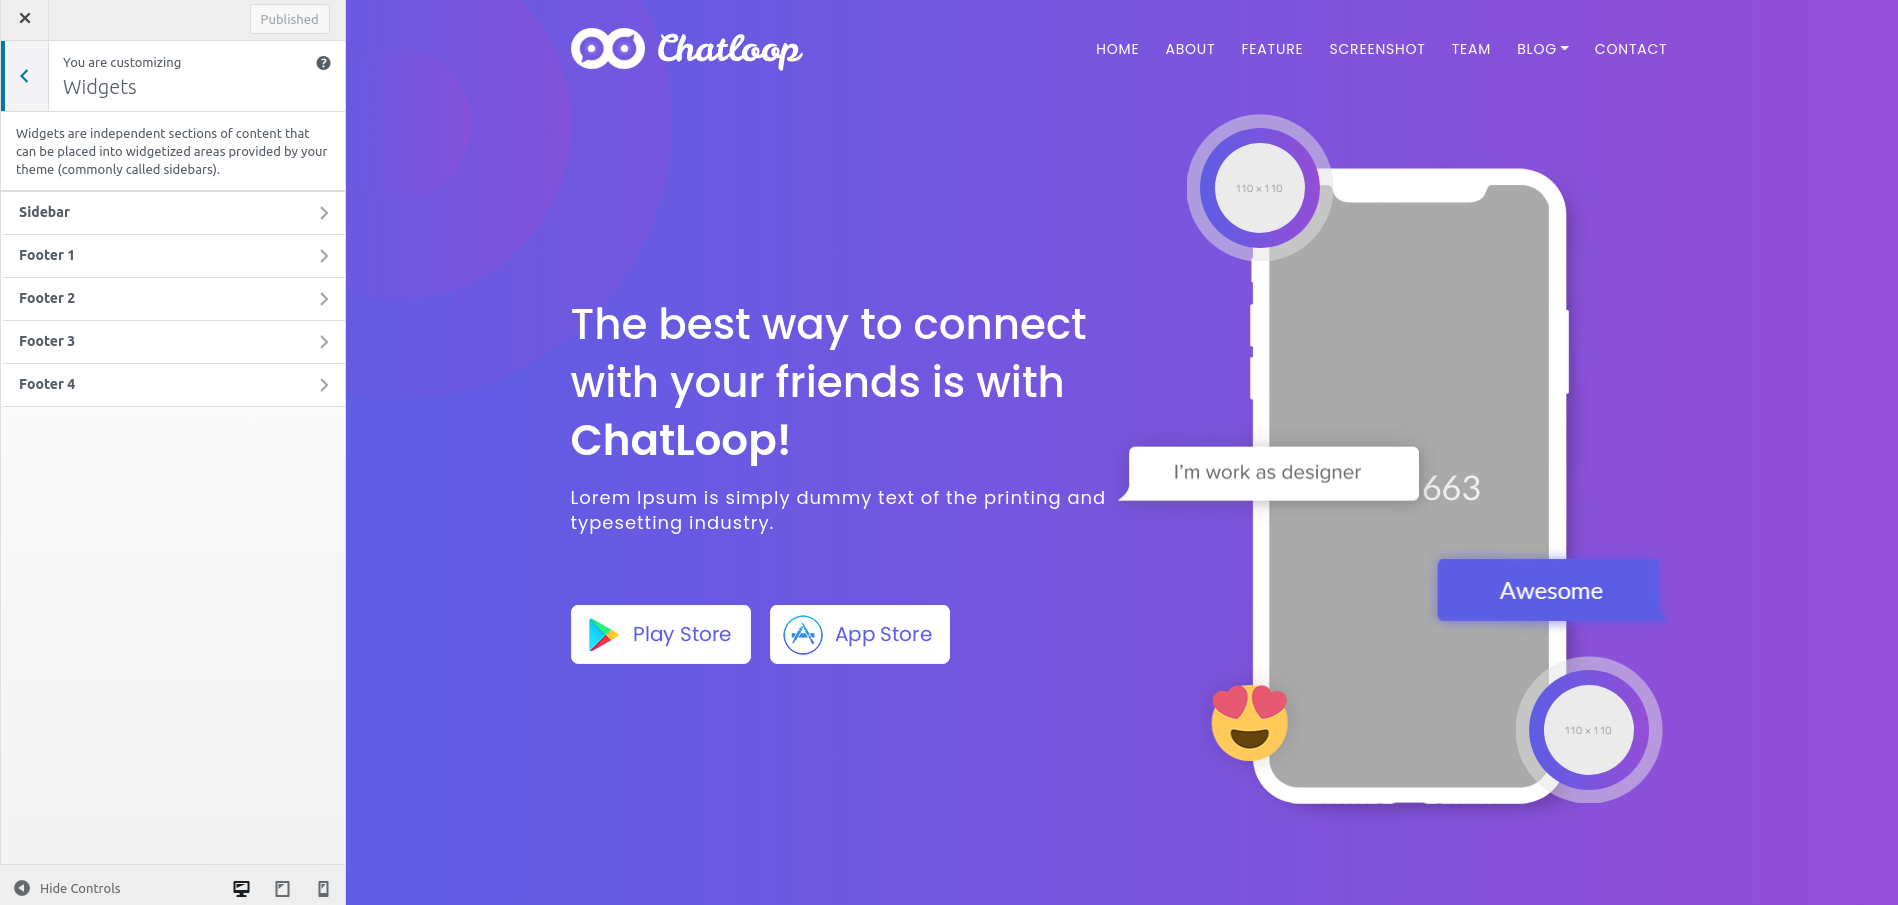 Published
You are customizing
Widgets
Widgets are independent sections of content that
can be placed into widgetized areas provided by your
theme (commonly called sidebars).
Sidebar
Footer 1
Footer 2
Footer 3
Footer 4
Hide Controls
Chatloop
HOME ABOUT FEATURE SCREENSHOT TEAM BLOG CONTACT
110 × 110
The best way to connect
with your friends is with
ChatLoop!
Lorem Ipsum is simply dummy text of the printing and
typesetting industry.
Play Store App Store
I'm work as designer
663
Awesome
110 × 110